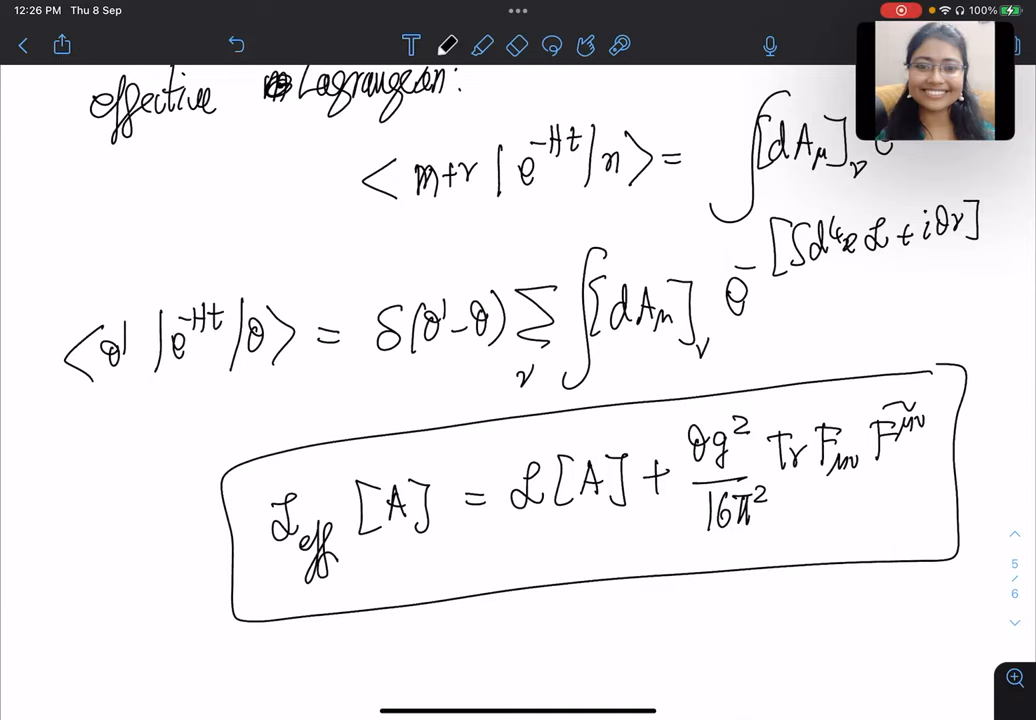 12:26 PM Thu 8 Sep
100%
effective Lagrangean:
<m+ν|e^{-Ht}|n> = ∫[dA_μ]_ν e
<θ'|e^{-Ht}|θ> = δ(θ'-θ) Σ_ν ∫[dA_μ]_ν e^{-[∫d⁴x ℒ + iθν]}
ℒ_eff [A] = ℒ[A] + θg²/16π² Tr F_μν F̃^μν
5
/
6